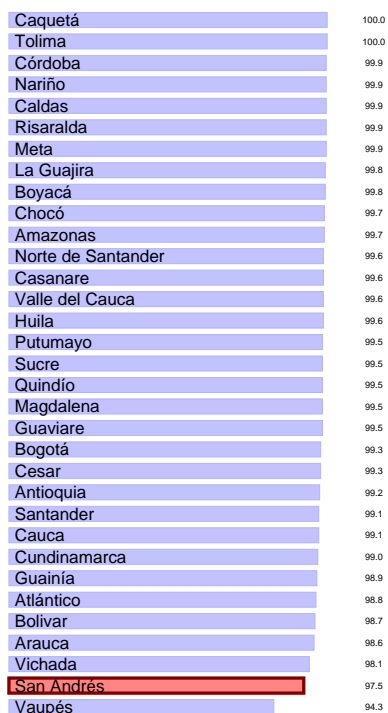 Caquetá 100.0
Tolima 100.0
Córdoba 99.9
Nariño 99.9
Caldas 99.9
Risaralda 99.9
Meta 99.9
La Guajira 99.8
Boyacá 99.8
Chocó 99.7
Amazonas 99.7
Norte de Santander 99.6
Casanare 99.6
Valle del Cauca 99.6
Huila 99.6
Putumayo 99.5
Sucre 99.5
Quindío 99.5
Magdalena 99.5
Guaviare 99.5
Bogotá 99.3
Cesar 99.3
Antioquia 99.2
Santander 99.1
Cauca 99.1
Cundinamarca 99.0
Guainía 98.9
Atlántico 98.8
Bolivar 98.7
Arauca 98.6
Vichada 98.1
San Andrés 97.5
Vaupés 94.3